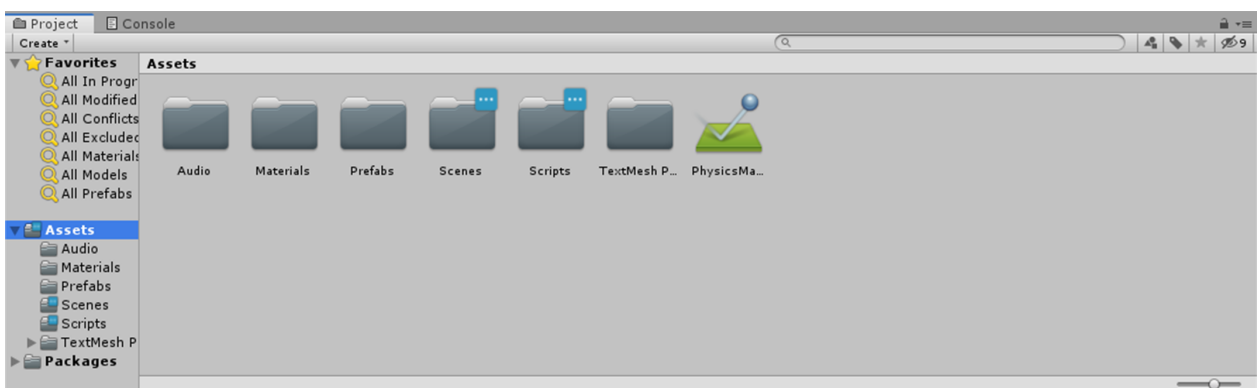 Project Console
Create
9
Favorites
All In Progr
All Modified
All Conflicts
All Excluded
All Materials
All Models
All Prefabs
Assets
Audio
Materials
Prefabs
Scenes
Scripts
TextMesh P
Packages
Assets
Audio Materials Prefabs Scenes Scripts TextMesh P... PhysicsMa...